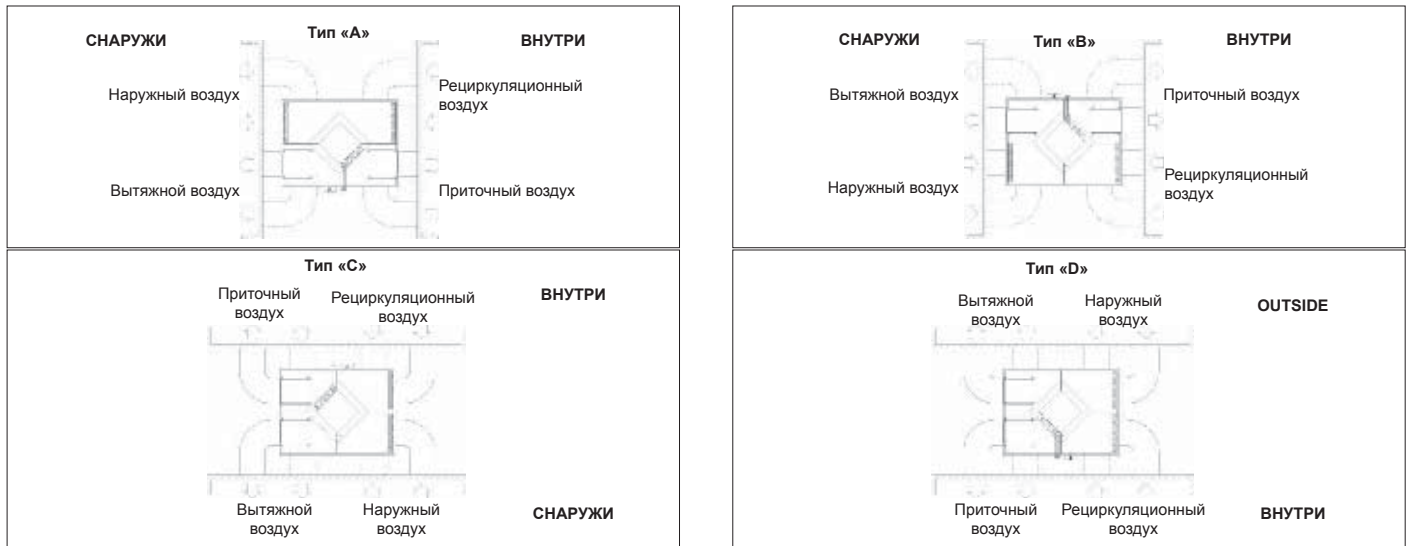 Тип «A»
СНАРУЖИ
ВНУТРИ
Наружный воздух
Рециркуляционный
воздух
Вытяжной воздух
Приточный воздух
Тип «B»
СНАРУЖИ
ВНУТРИ
Вытяжной воздух
Приточный воздух
Наружный воздух
Рециркуляционный
воздух
Тип «C»
Приточный
воздух
Рециркуляционный
воздух
ВНУТРИ
Вытяжной
воздух
Наружный
воздух
СНАРУЖИ
Тип «D»
Вытяжной
воздух
Наружный
воздух
OUTSIDE
Приточный
воздух
Рециркуляционный
воздух
ВНУТРИ